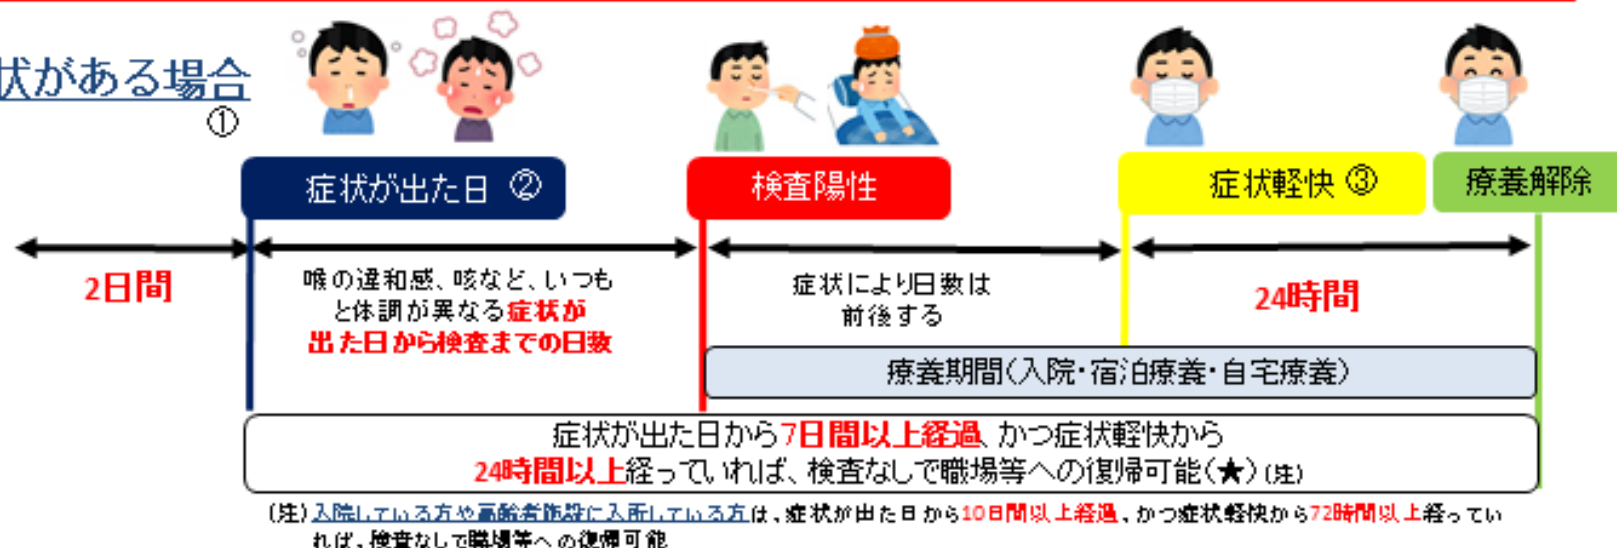 状がある場合
①
症状が出た日 ②
検査陽性
症状軽快 ③
療養解除
2日間
喉の違和感、咳など、いつも
と体調が異なる症状が
出た日から検査までの日数
症状により日数は
前後する
24時間
療養期間(入院・宿泊療養・自宅療養)
症状が出た日から7日間以上経過、かつ症状軽快から
24時間以上経っていれば、検査なしで職場等への復帰可能(★)(注)
(注)入院している方や高齢者施設に入所している方は、症状が出た日から10日間以上経過、かつ症状軽快から72時間以上経ってい
れば、検査なしで職場等への復帰可能